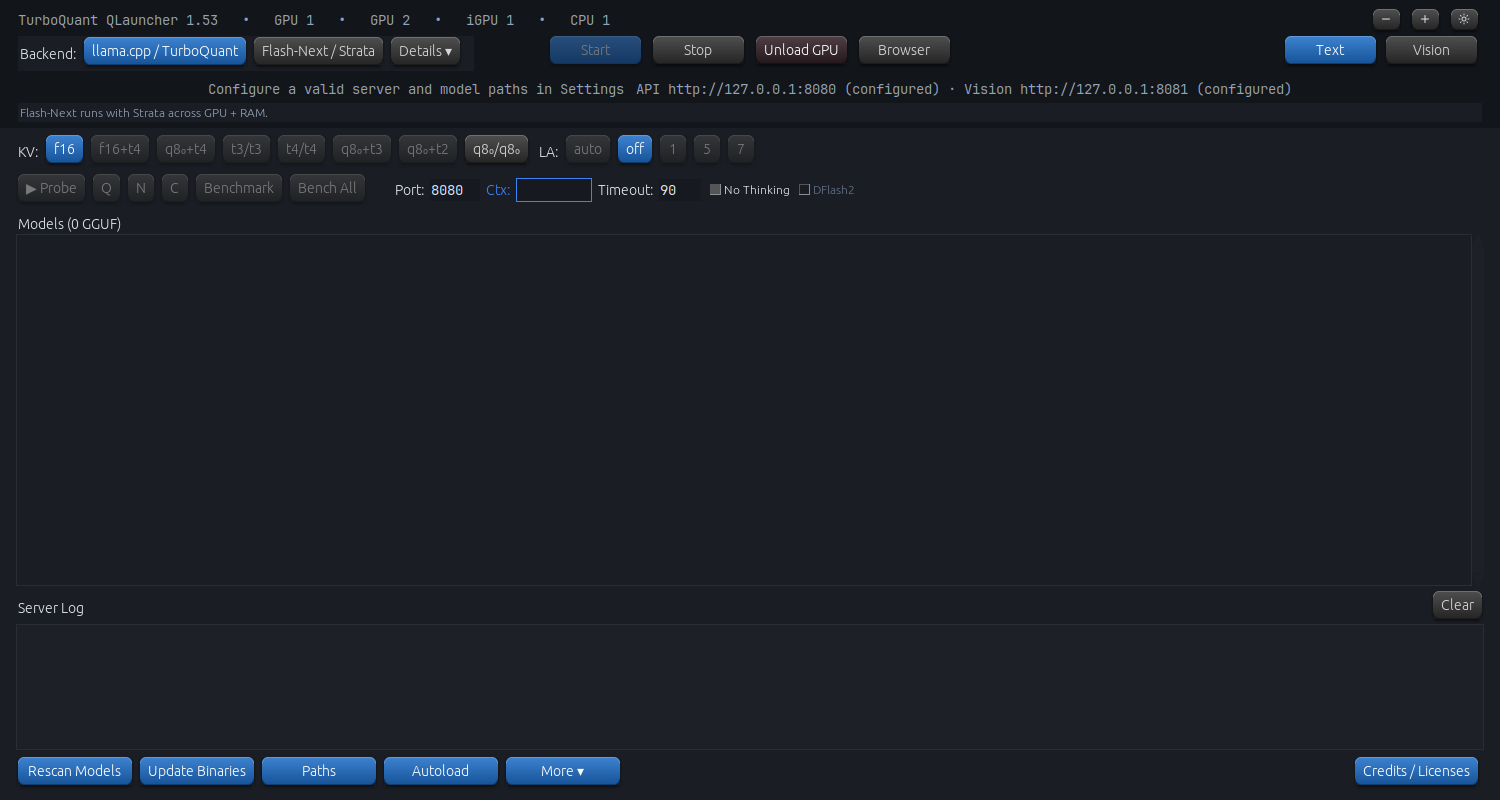 TurboQuant QLauncher 1.53 • GPU 1 • GPU 2 • iGPU 1 • CPU 1
Backend: llama.cpp / TurboQuant Flash-Next / Strata Details ▾ Start Stop Unload GPU Browser Text Vision
Configure a valid server and model paths in Settings API http://127.0.0.1:8080 (configured) · Vision http://127.0.0.1:8081 (configured)
Flash-Next runs with Strata across GPU + RAM.
KV: f16 f16+t4 q8₀+t4 t3/t3 t4/t4 q8₀+t3 q8₀+t2 q8₀/q8₀ LA: auto off 1 5 7
▶ Probe Q N C Benchmark Bench All Port: 8080 Ctx: Timeout: 90 No Thinking DFlash2
Models (0 GGUF)
Server Log Clear
Rescan Models Update Binaries Paths Autoload More ▾ Credits / Licenses